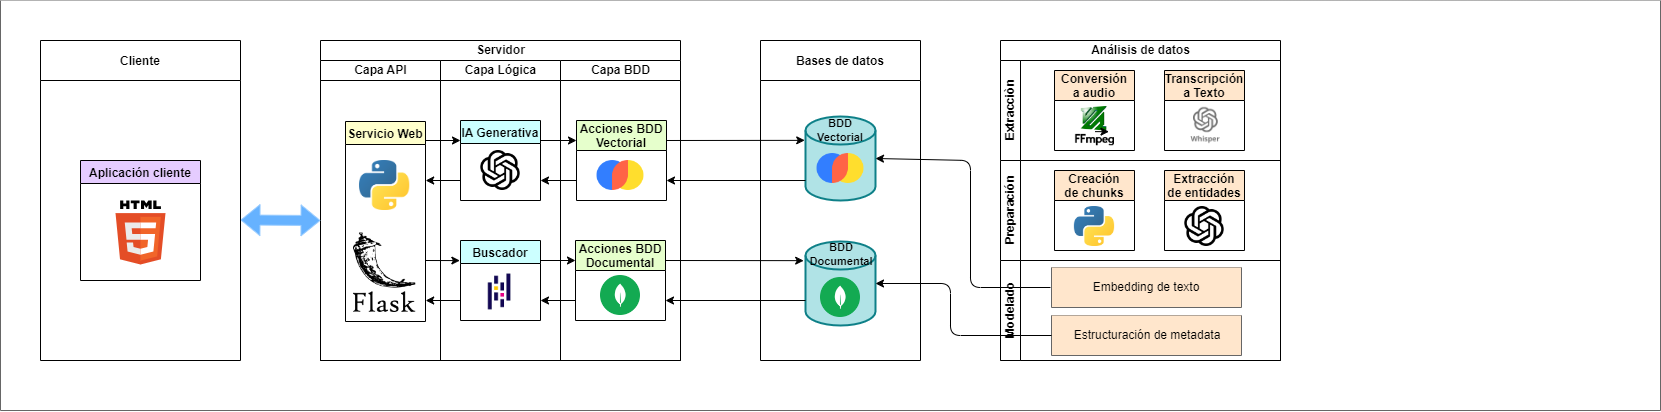 Cliente
Aplicación cliente
HTML
5
Servidor
Capa API
Capa Lógica
Capa BDD
Servicio Web
Flask
IA Generativa
Acciones BDD
Vectorial
Buscador
Acciones BDD
Documental
Bases de datos
BDD
Vectorial
BDD
Documental
Análisis de datos
Extracción
Conversión
a audio
FFmpeg
Transcripción
a Texto
Whisper
Preparación
Creación
de chunks
Extracción
de entidades
Modelado
Embedding de texto
Estructuración de metadata